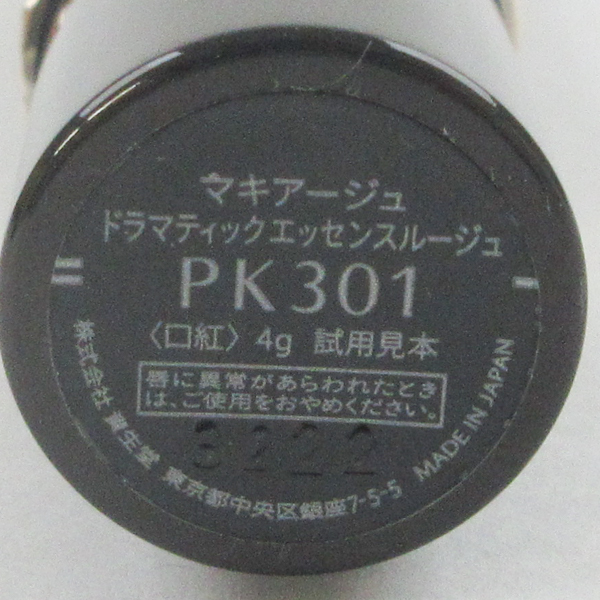 マキアージュ
ドラマティックエッセンスルージュ
PK301
〈口紅〉4g 試用見本
唇に異常があらわれたとき
は、ご使用をおやめください。
3222
株式会社 資生堂 東京都中央区銀座7-5-5 MADE IN JAPAN